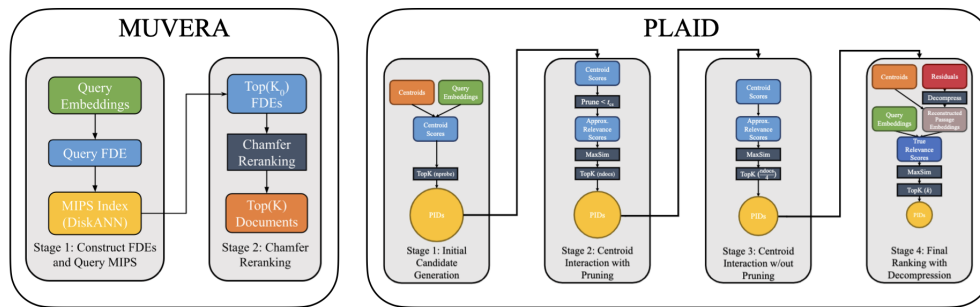 MUVERA
Query
Embeddings
Query FDE
MIPS Index
(DiskANN)
Stage 1: Construct FDEs
and Query MIPS
Top(K₀)
FDEs
Chamfer
Reranking
Top(K)
Documents
Stage 2: Chamfer
Reranking
PLAID
Centroids
Query
Embeddings
Centroid
Scores
TopK (nprobe)
PIDs
Stage 1: Initial
Candidate
Generation
Centroid
Scores
Prune <
Approx.
Relevance
Scores
MaxSim
TopK (ndocs)
PIDs
Stage 2: Centroid
Interaction with
Pruning
Centroid
Scores
Approx.
Relevance
Scores
MaxSim
TopK (ndocs/4)
PIDs
Stage 3: Centroid
Interaction w/out
Pruning
Centroids
Residuals
Decompress
Query
Embeddings
Reconstructed
Passage
Embeddings
True
Relevance
Scores
MaxSim
TopK (k)
PIDs
Stage 4: Final
Ranking with
Decompression